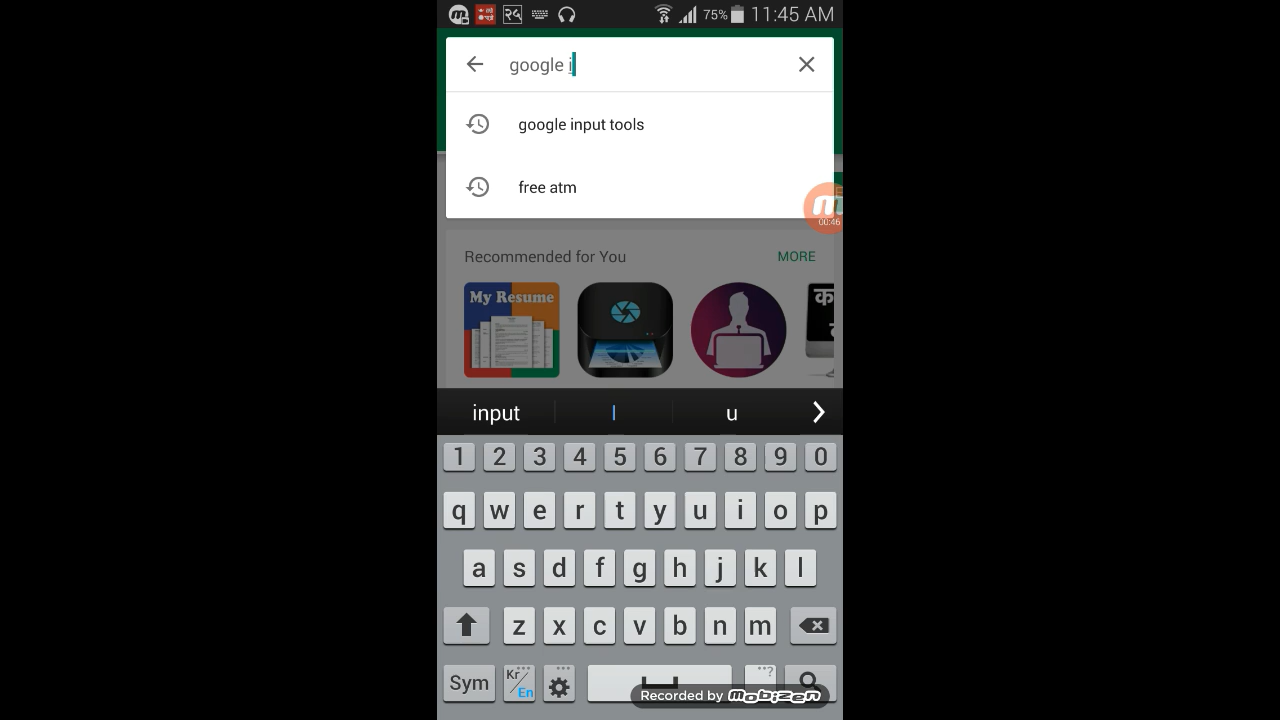 75% 11:45 AM
google i
google input tools
free atm
00:46
Recommended for You
MORE
My Resume
input
I
u
1 2 3 4 5 6 7 8 9 0
q w e r t y u i o p
a s d f g h j k l
z x c v b n m
Sym
Kr/En
Recorded by mobizen